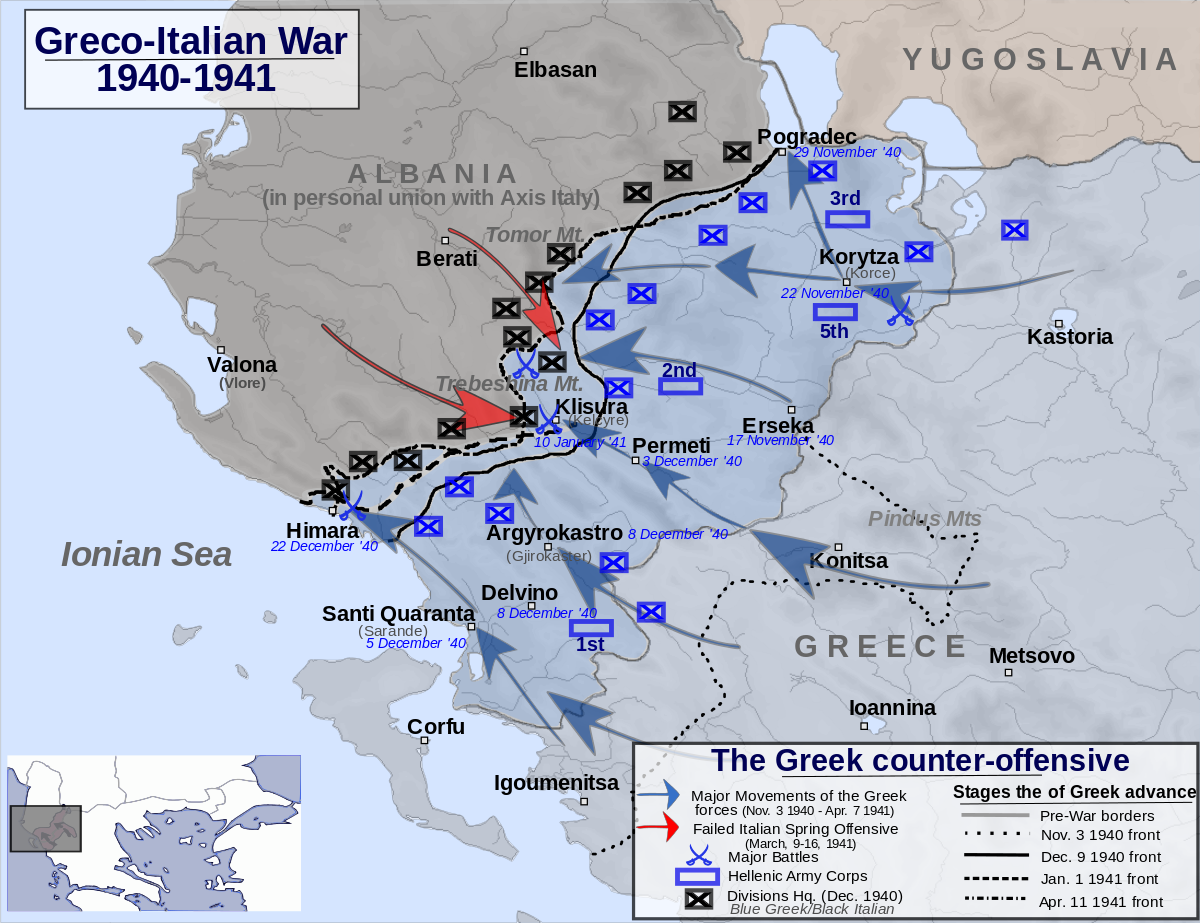 Greco-Italian War
1940-1941
YUGOSLAVIA
Elbasan
Pogradec
29 November '40
ALBANIA
(in personal union with Axis Italy)
3rd
Tomor Mt.
Berati
Korytza
(Korce)
22 November '40
5th
Kastoria
Valona
(Vlore)
2nd
Trebeshina Mt.
Klisura
(Kelcyre)
10 January '41
Erseka
17 November '40
Permeti
3 December '40
Pindus Mts
Himara
22 December '40
Argyrokastro
8 December '40
(Gjirokaster)
Ionian Sea
Konitsa
Delvino
8 December '40
Santi Quaranta
(Sarande)
5 December '40
1st
GREECE
Metsovo
Ioannina
Corfu
Igoumenitsa
The Greek counter-offensive
Major Movements of the Greek
forces (Nov. 3 1940 - Apr. 7 1941)
Failed Italian Spring Offensive
(March, 9-16, 1941)
Major Battles
Hellenic Army Corps
Divisions Hq. (Dec. 1940)
Blue Greek/Black Italian
Stages the of Greek advance
Pre-War borders
Nov. 3 1940 front
Dec. 9 1940 front
Jan. 1 1941 front
Apr. 11 1941 front